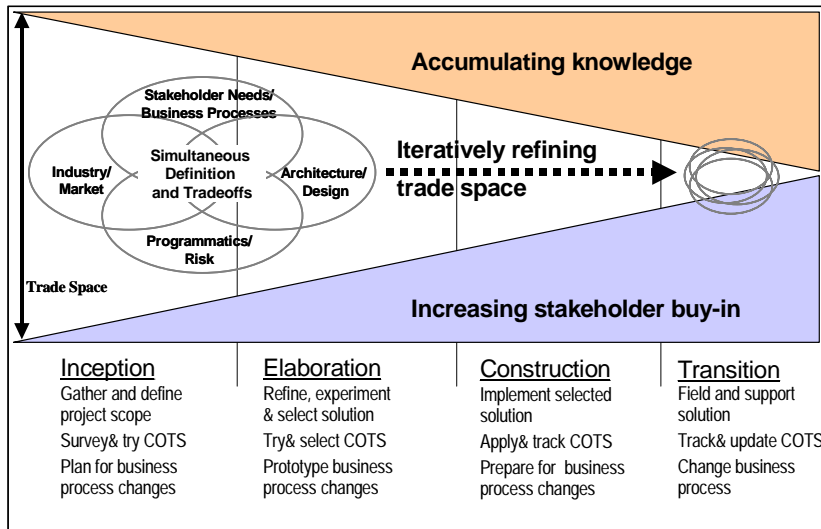 Accumulating knowledge
Stakeholder Needs/
Business Processes
Industry/
Market
Simultaneous
Definition
and Tradeoffs
Architecture/
Design
Programmatics/
Risk
Iteratively refining
trade space
Trade Space
Increasing stakeholder buy-in
Inception
Gather and define
project scope
Survey& try COTS
Plan for business
process changes
Elaboration
Refine, experiment
& select solution
Try& select COTS
Prototype business
process changes
Construction
Implement selected
solution
Apply& track COTS
Prepare for business
process changes
Transition
Field and support
solution
Track& update COTS
Change business
process